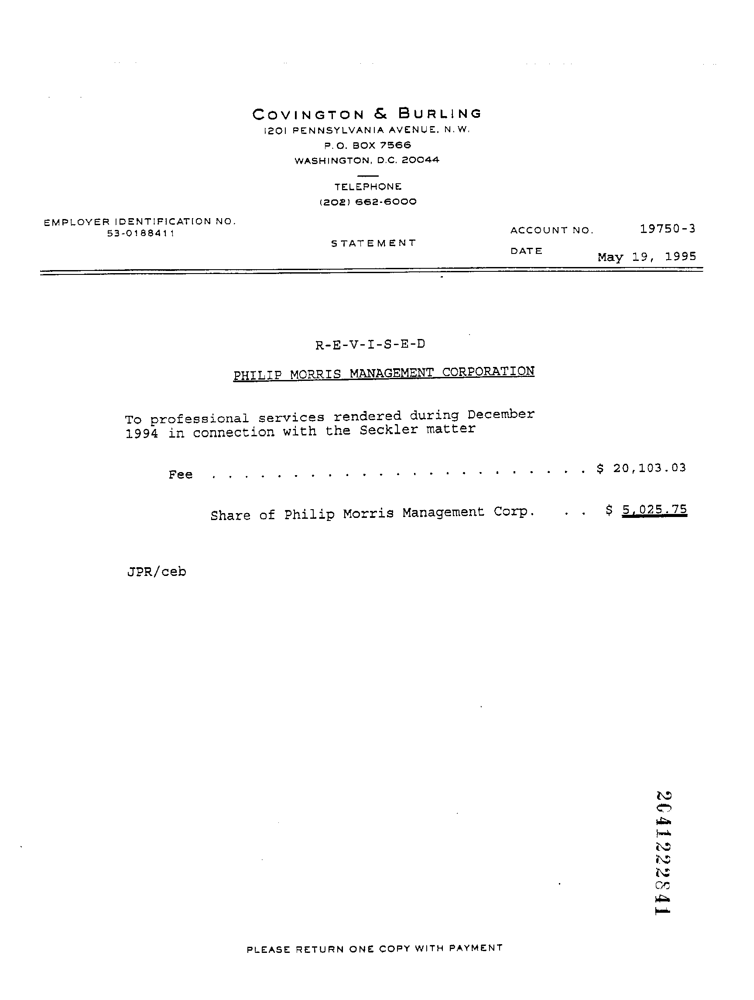 COVINGTON & BURLING
1201 PENNSYLVANIA AVENUE, N.W.
P.O. BOX 7566
WASHINGTON, D.C. 20044
TELEPHONE
(202) 662-6000
EMPLOYER IDENTIFICATION NO.
53-0188411
STATEMENT
ACCOUNT NO. 19750-3
DATE May 19, 1995
R-E-V-I-S-E-D
PHILIP MORRIS MANAGEMENT CORPORATION
To professional services rendered during December
1994 in connection with the Seckler matter
Fee . . . . . . . . . . . . . . . . . . . . . . . . $ 20,103.03
Share of Philip Morris Management Corp. . . $ 5,025.75
JPR/ceb
2041222841
PLEASE RETURN ONE COPY WITH PAYMENT